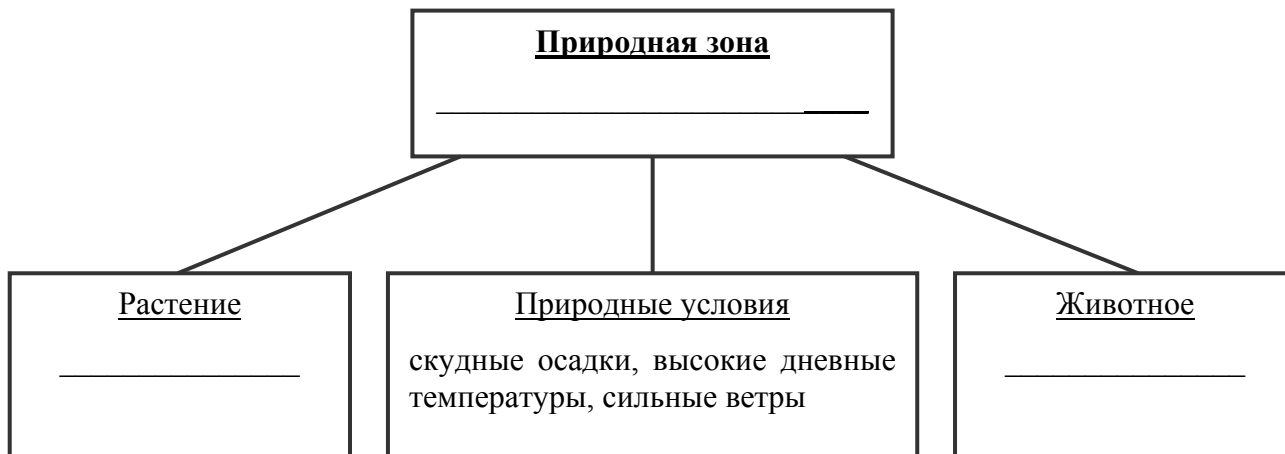 Природная зона
Растение
Природные условия
скудные осадки, высокие дневные
температуры, сильные ветры
Животное